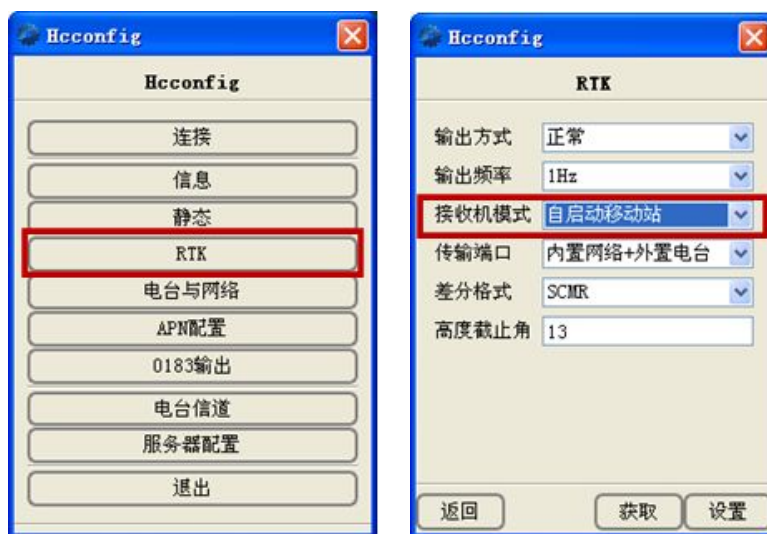 Hcconfig
Hcconfig
连接
信息
静态
RTK
电台与网络
APN配置
0183输出
电台信道
服务器配置
退出
Hcconfig
RTK
输出方式 正常
输出频率 1Hz
接收机模式 自启动移动站
传输端口 内置网络+外置电台
差分格式 SCMR
高度截止角 13
返回 获取 设置